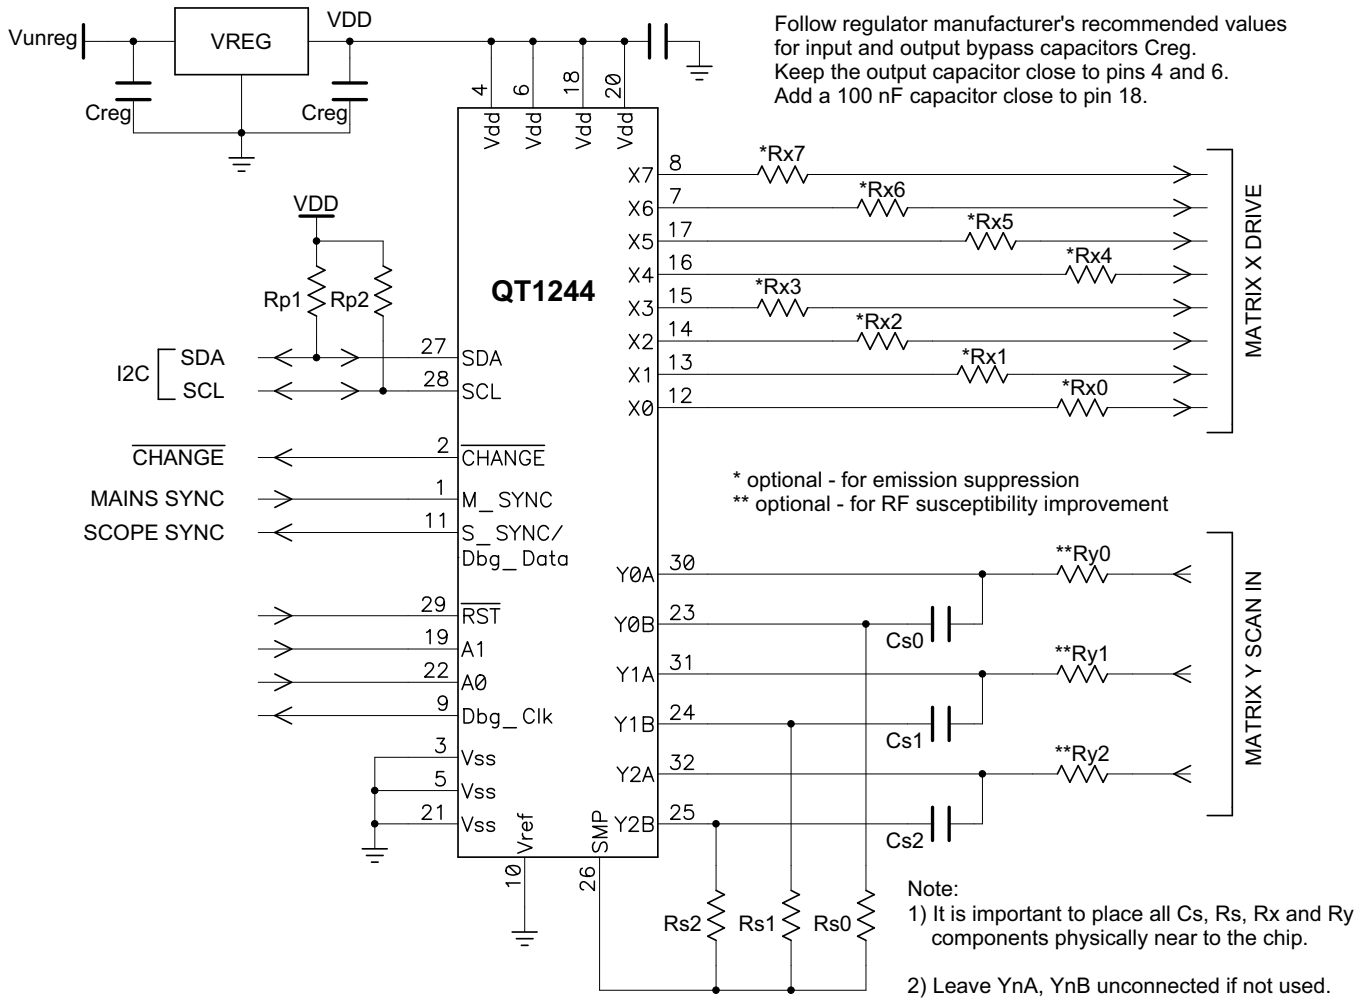 Vunreg
VREG
VDD
Creg
Creg
Follow regulator manufacturer's recommended values
for input and output bypass capacitors Creg.
Keep the output capacitor close to pins 4 and 6.
Add a 100 nF capacitor close to pin 18.
4
6
18
20
Vdd
Vdd
Vdd
Vdd
QT1244
VDD
Rp1
Rp2
I2C
SDA
SCL
27
SDA
28
SCL
CHANGE
2
CHANGE
MAINS SYNC
1
M_SYNC
SCOPE SYNC
11
S_SYNC/
Dbg_Data
29
RST
19
A1
22
A0
9
Dbg_Clk
3
Vss
5
Vss
21
Vss
Vref
10
SMP
26
X7
8
*Rx7
X6
7
*Rx6
X5
17
*Rx5
X4
16
*Rx4
X3
15
*Rx3
X2
14
*Rx2
X1
13
*Rx1
X0
12
*Rx0
MATRIX X DRIVE
* optional - for emission suppression
** optional - for RF susceptibility improvement
Y0A
30
**Ry0
Y0B
23
Cs0
Y1A
31
**Ry1
Y1B
24
Cs1
Y2A
32
**Ry2
Y2B
25
Cs2
MATRIX Y SCAN IN
Rs2
Rs1
Rs0
Note:
1) It is important to place all Cs, Rs, Rx and Ry
components physically near to the chip.
2) Leave YnA, YnB unconnected if not used.